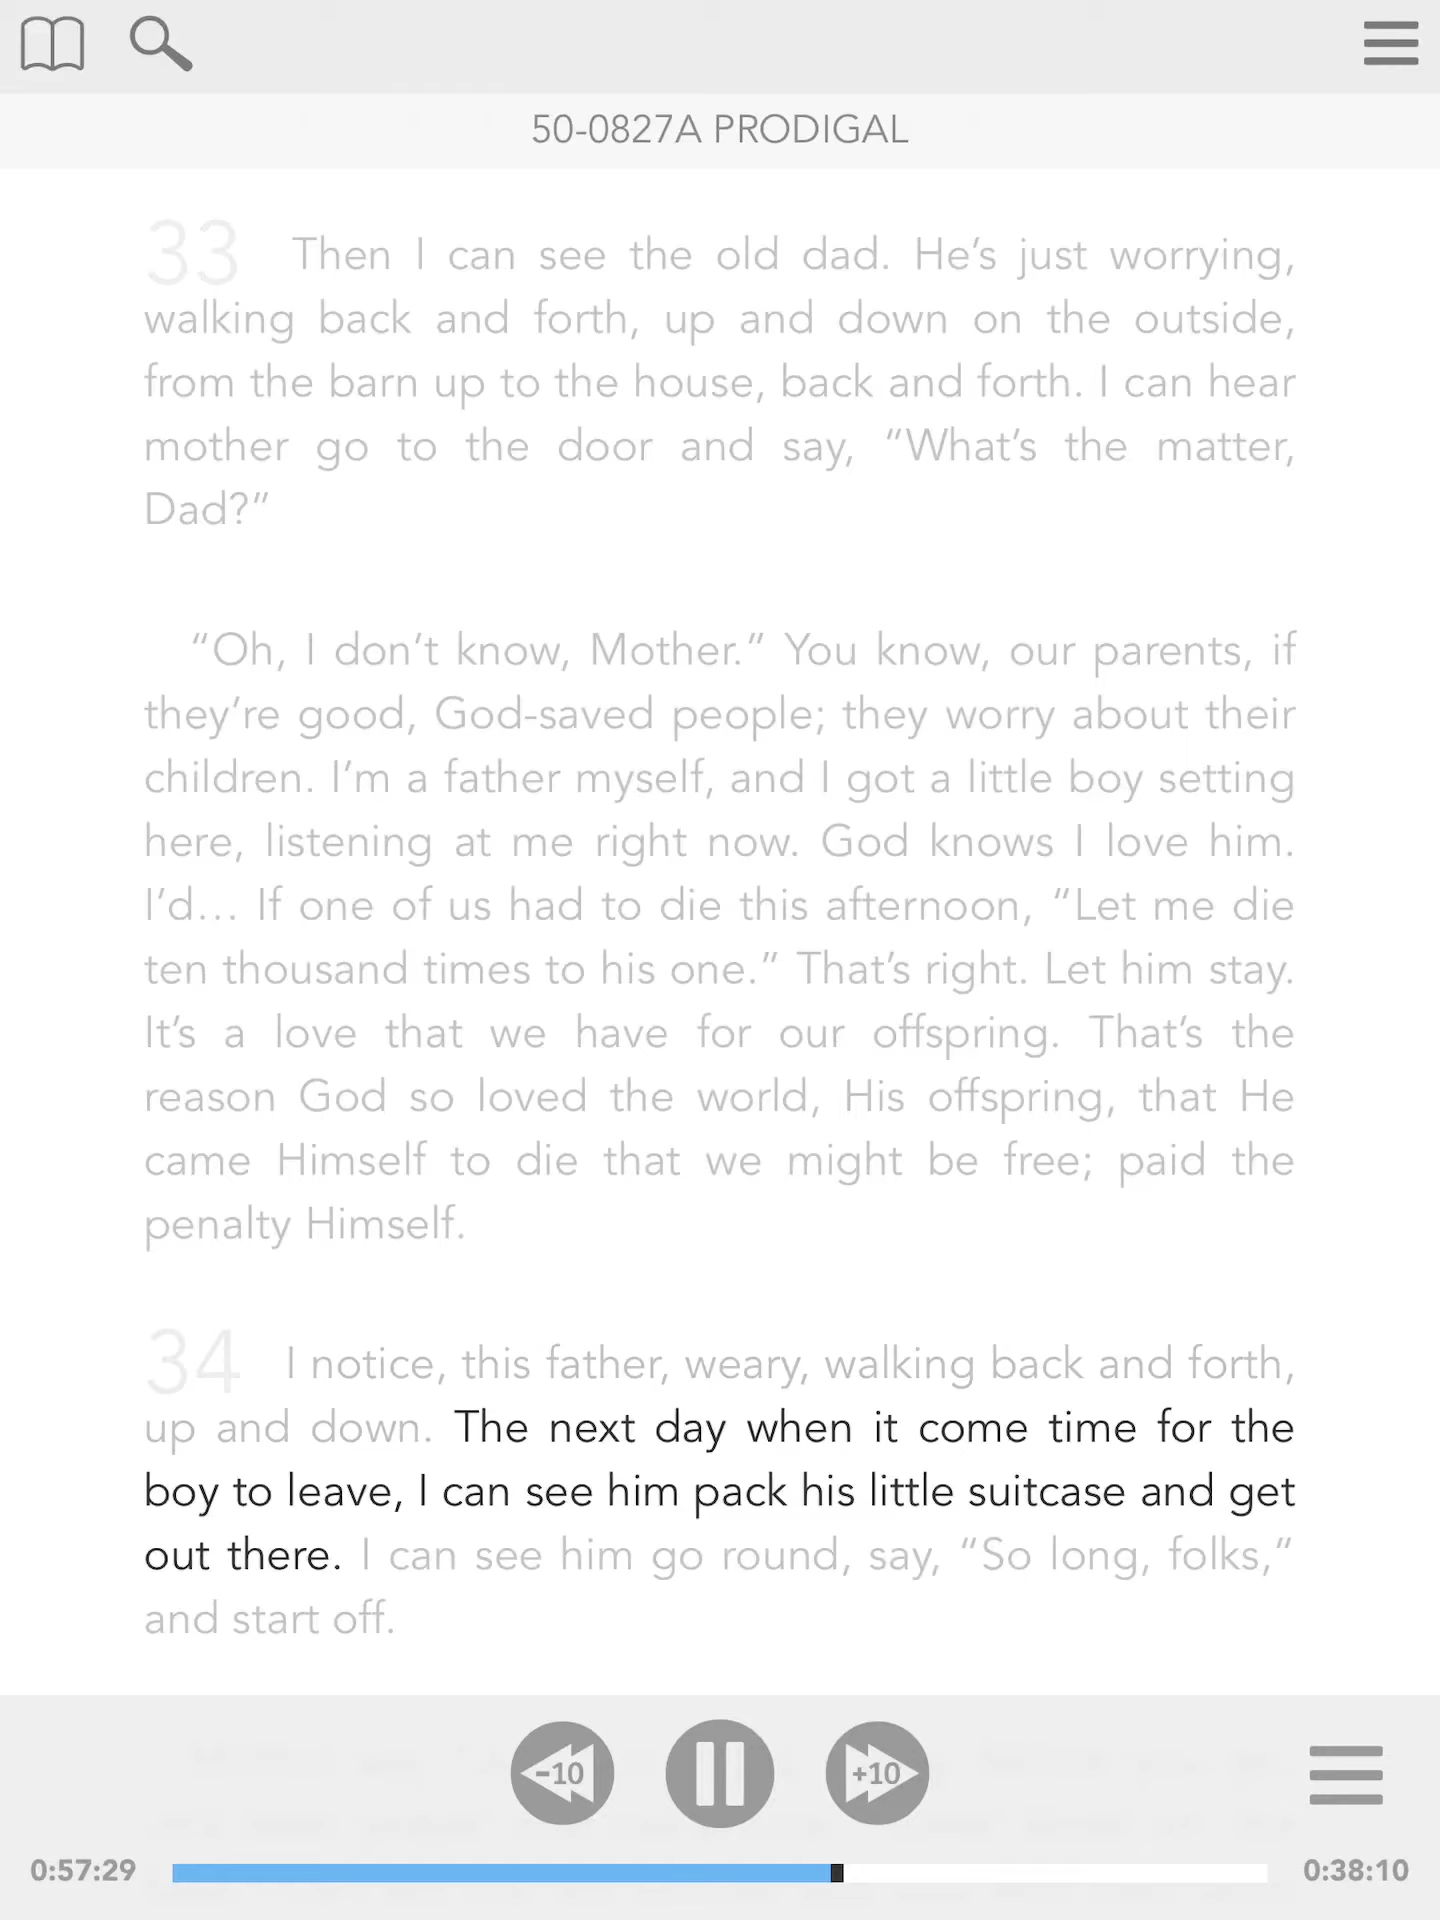 50-0827A PRODIGAL
33 Then I can see the old dad. He’s just worrying,
walking back and forth, up and down on the outside,
from the barn up to the house, back and forth. I can hear
mother go to the door and say, “What’s the matter,
Dad?”
“Oh, I don’t know, Mother.” You know, our parents, if
they’re good, God-saved people; they worry about their
children. I’m a father myself, and I got a little boy setting
here, listening at me right now. God knows I love him.
I’d… If one of us had to die this afternoon, “Let me die
ten thousand times to his one.” That’s right. Let him stay.
It’s a love that we have for our offspring. That’s the
reason God so loved the world, His offspring, that He
came Himself to die that we might be free; paid the
penalty Himself.
34 I notice, this father, weary, walking back and forth,
up and down. The next day when it come time for the
boy to leave, I can see him pack his little suitcase and get
out there. I can see him go round, say, “So long, folks,”
and start off.
-10 +10
0:57:29 0:38:10